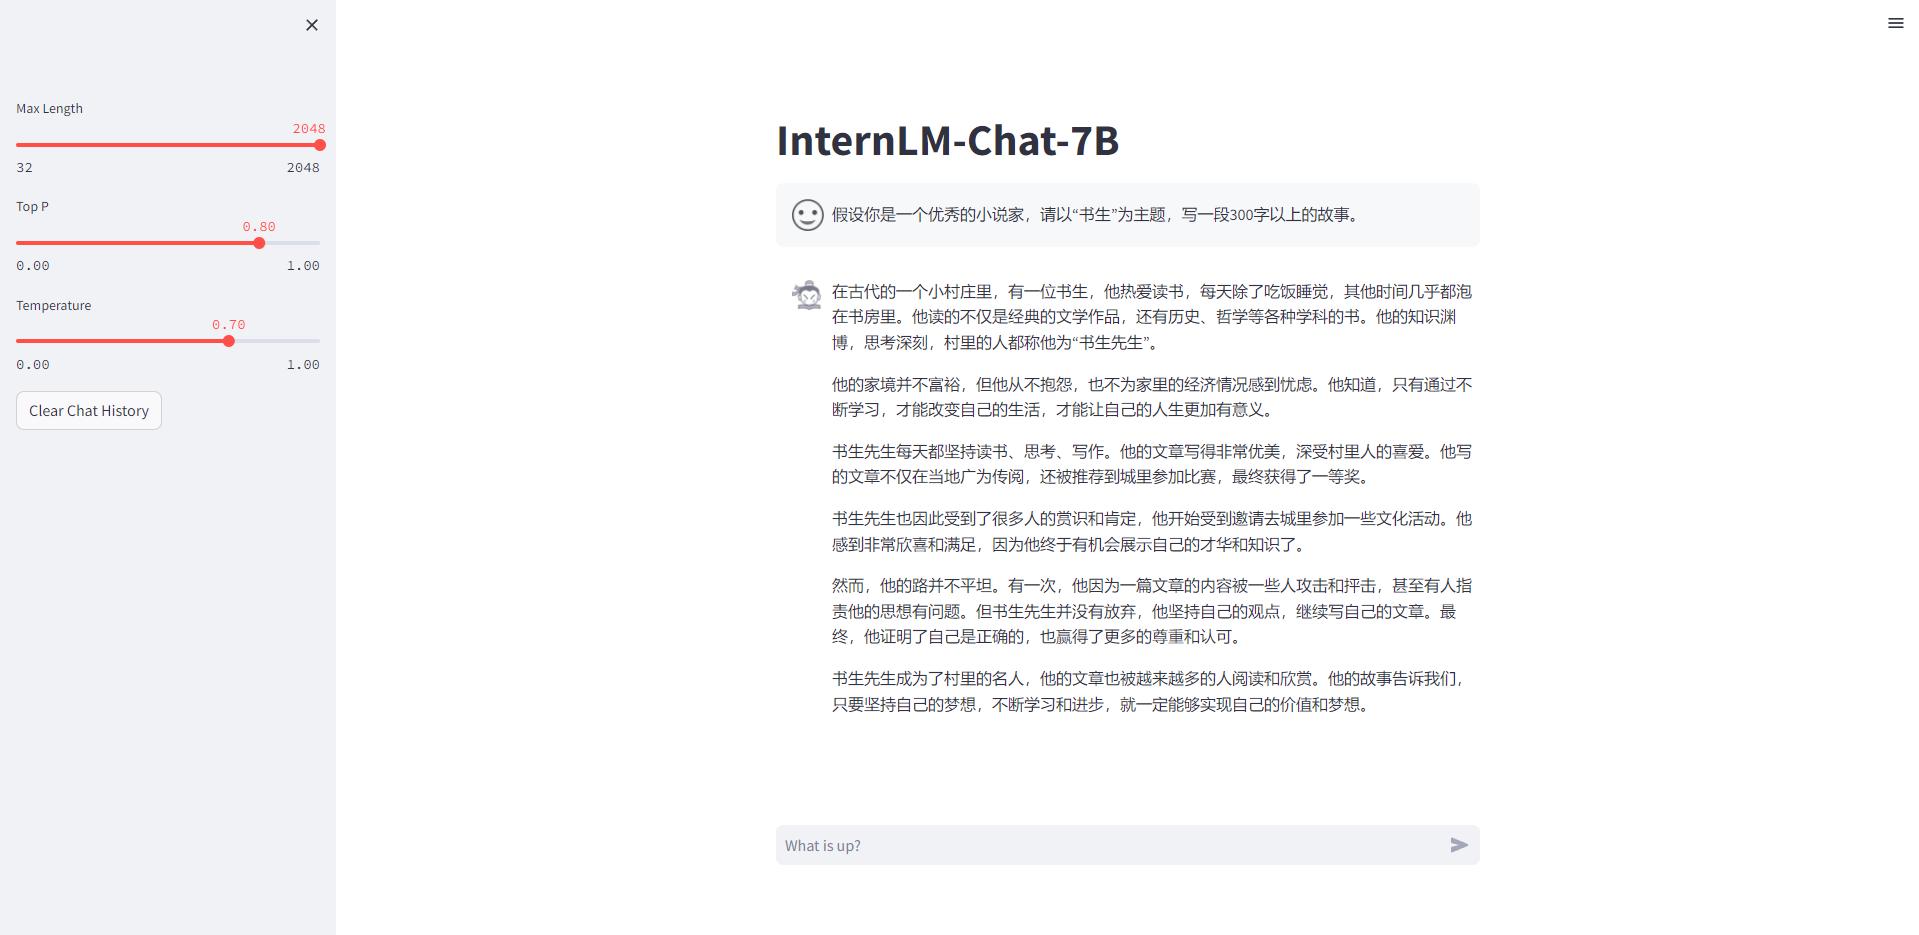 Max Length
2048
32 2048
Top P
0.80
0.00 1.00
Temperature
0.70
0.00 1.00
Clear Chat History
InternLM-Chat-7B
假设你是一个优秀的小说家，请以“书生”为主题，写一段300字以上的故事。
在古代的一个小村庄里，有一位书生，他热爱读书，每天除了吃饭睡觉，其他时间几乎都泡
在书房里。他读的不仅是经典的文学作品，还有历史、哲学等各种学科的书。他的知识渊
博，思考深刻，村里的人都称他为“书生先生”。
他的家境并不富裕，但他从不抱怨，也不为家里的经济情况感到忧虑。他知道，只有通过不
断学习，才能改变自己的生活，才能让自己的人生更加有意义。
书生先生每天都坚持读书、思考、写作。他的文章写得非常优美，深受村里人的喜爱。他写
的文章不仅在当地广为传阅，还被推荐到城里参加比赛，最终获得了一等奖。
书生先生也因此受到了很多人的赏识和肯定，他开始受到邀请去城里参加一些文化活动。他
感到非常欣喜和满足，因为他终于有机会展示自己的才华和知识了。
然而，他的路并不平坦。有一次，他因为一篇文章的内容被一些人攻击和抨击，甚至有人指
责他的思想有问题。但书生先生并没有放弃，他坚持自己的观点，继续写自己的文章。最
终，他证明了自己是正确的，也赢得了更多的尊重和认可。
书生先生成为了村里的名人，他的文章也被越来越多的人阅读和欣赏。他的故事告诉我们，
只要坚持自己的梦想，不断学习和进步，就一定能够实现自己的价值和梦想。
What is up?